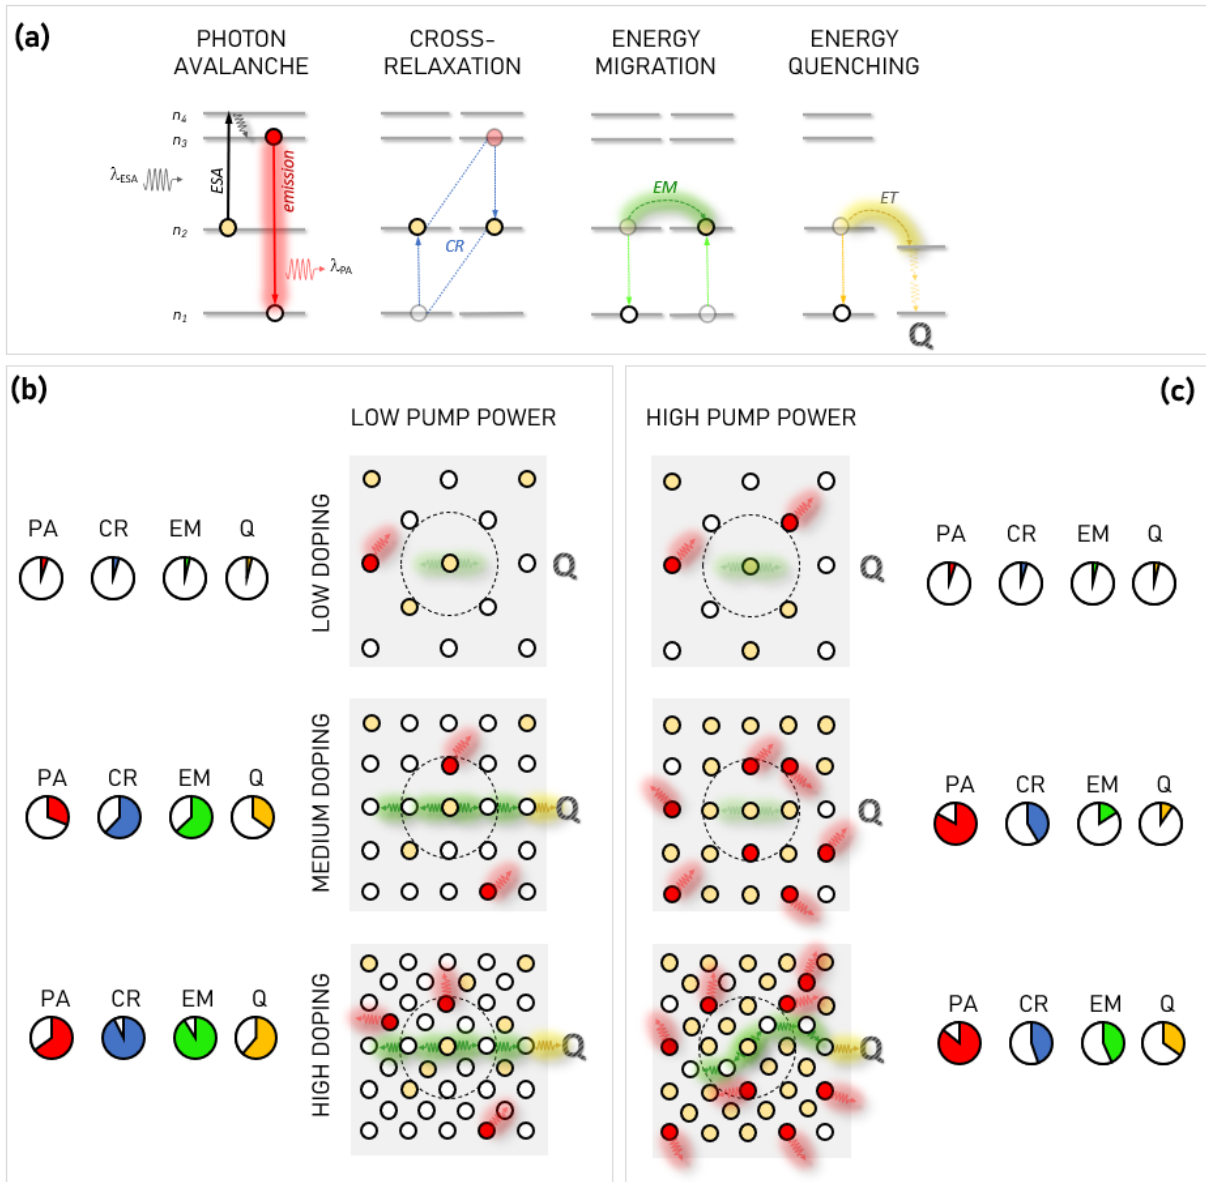 (a)
PHOTON
AVALANCHE
CROSS-
RELAXATION
ENERGY
MIGRATION
ENERGY
QUENCHING
n4
n3
n2
n1
λESA
ESA
emission
λPA
CR
EM
ET
Q
(b)
LOW PUMP POWER
PA CR EM Q
LOW DOPING
Q
PA CR EM Q
MEDIUM DOPING
Q
PA CR EM Q
HIGH DOPING
Q
(c)
HIGH PUMP POWER
Q
PA CR EM Q
Q
PA CR EM Q
Q
PA CR EM Q